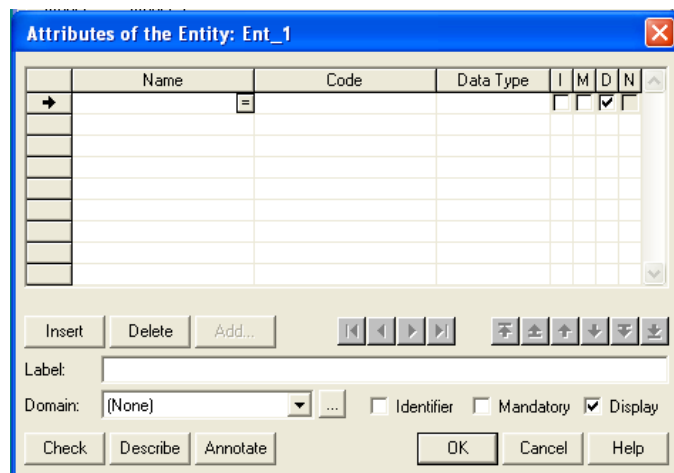 Attributes of the Entity: Ent_1
Name Code Data Type I M D N
=
Insert Delete Add...
Label:
Domain: (None) ... Identifier Mandatory Display
Check Describe Annotate OK Cancel Help